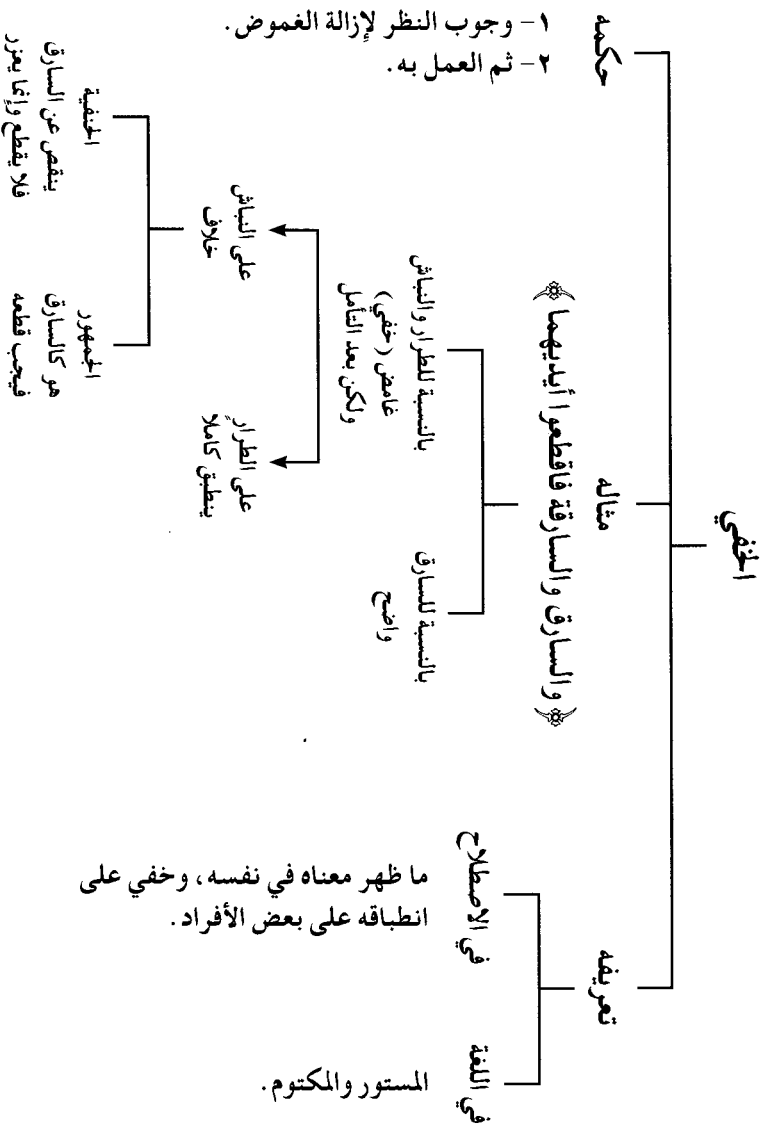 الخفي
تعريفه
في اللغة
المستور والمكتوم.
في الاصطلاح
ما ظهر معناه في نفسه، وخفي على
انطباقه على بعض الأفراد.
مثاله
﴿والسارق والسارقة فاقطعوا أيديهما﴾
بالنسبة للسارق
واضح
بالنسبة للطرار والنباش
غامض (خفي)
ولكن بعد التأمل
على الطرارٍ
ينطبق كاملا
على النباش
خلاف
الجمهور
هو كالسارق
فيجب قطعه
الحنفية
ينقص عن السارق
فلا يقطع وإنما يعزر
حكمه
١- وجوب النظر لإزالة الغموض.
٢- ثم العمل به.